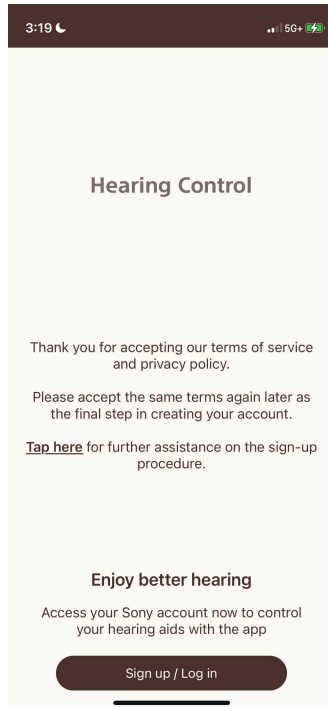 3:19
5G+
Hearing Control
Thank you for accepting our terms of service
and privacy policy.
Please accept the same terms again later as
the final step in creating your account.
Tap here for further assistance on the sign-up
procedure.
Enjoy better hearing
Access your Sony account now to control
your hearing aids with the app
Sign up / Log in